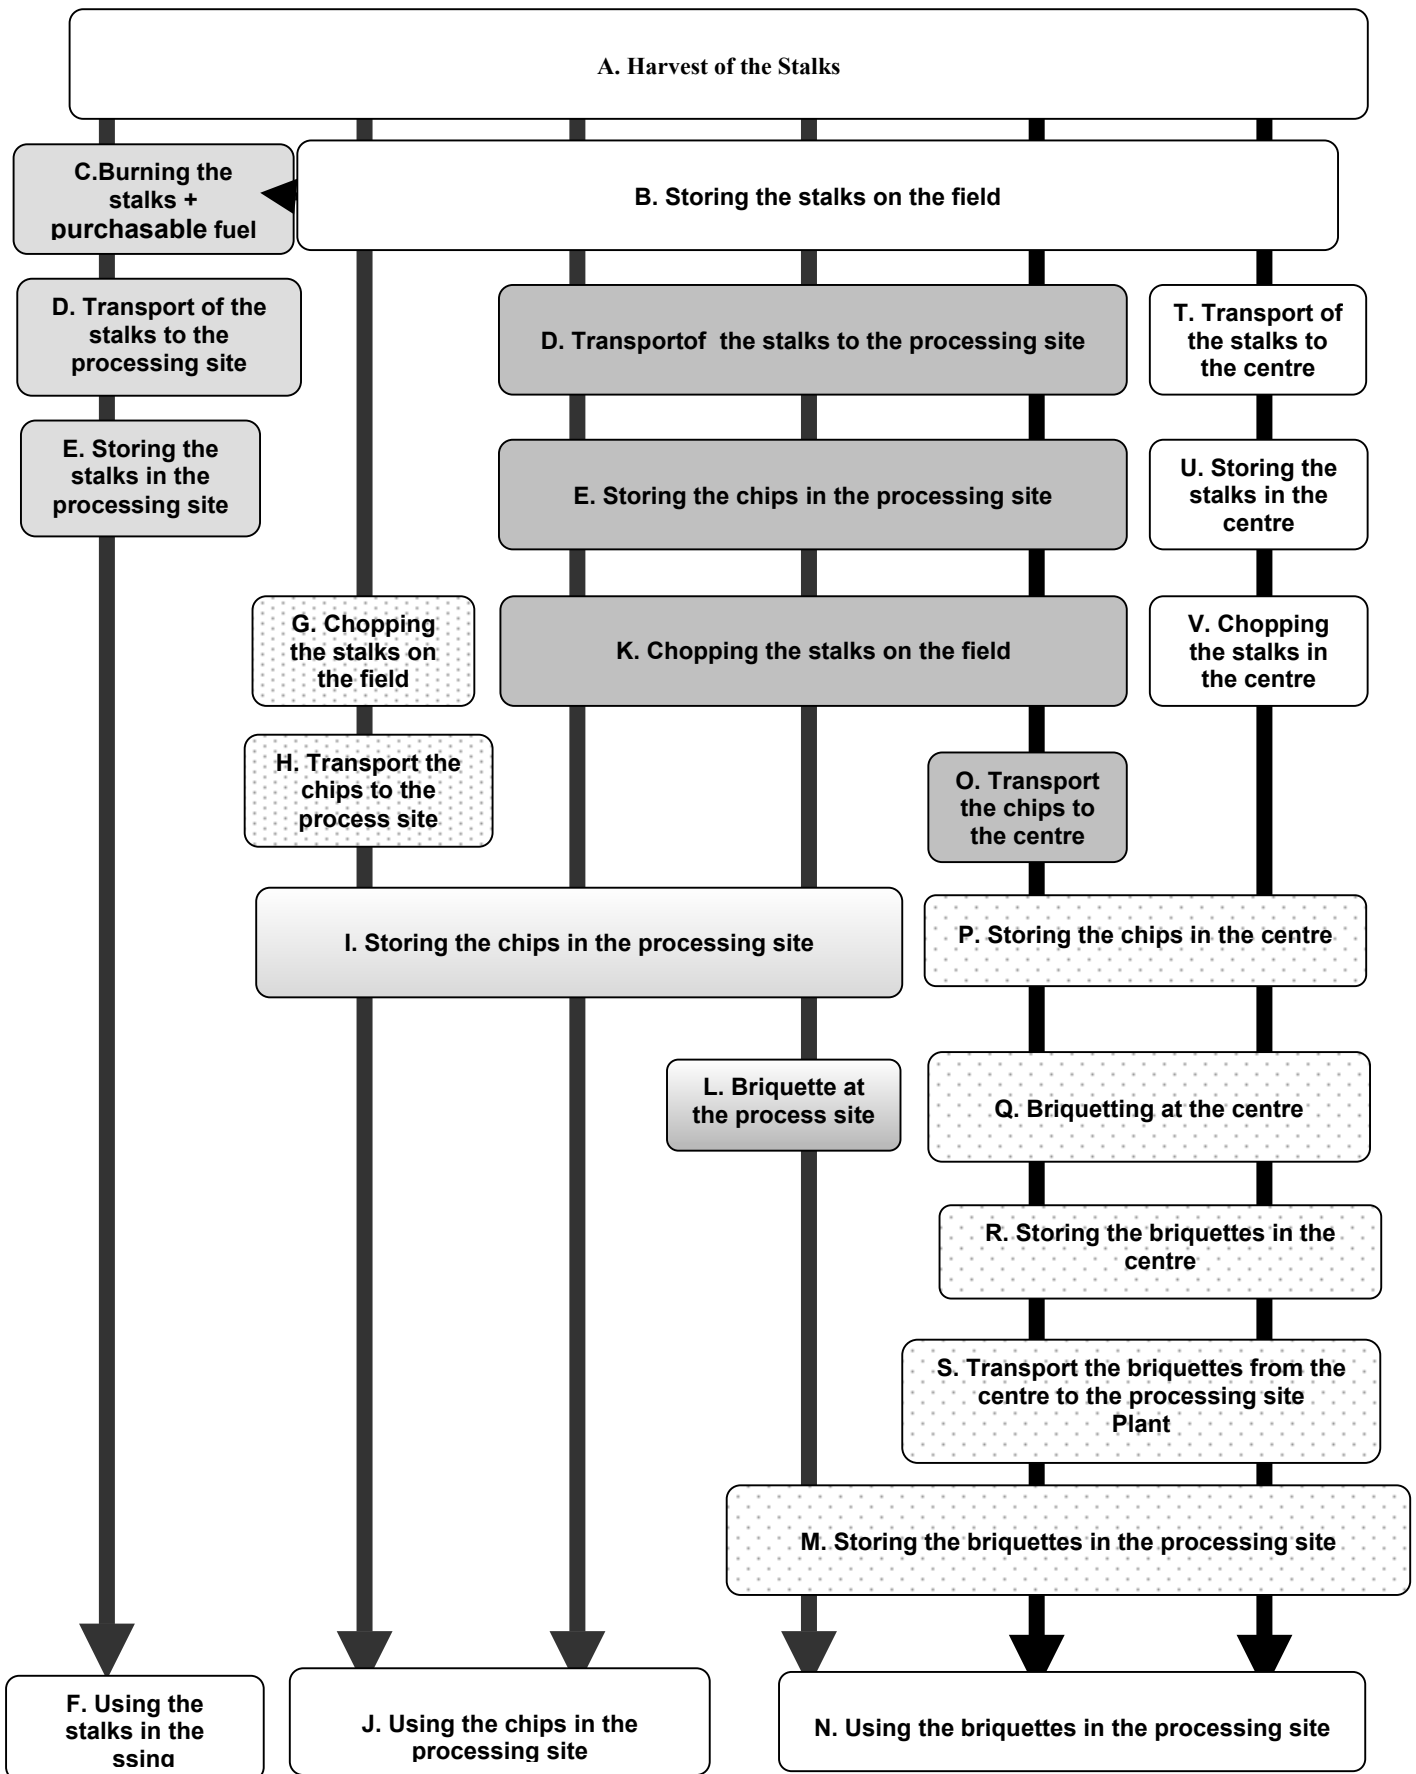 A. Harvest of the Stalks
C.Burning the
stalks +
purchasable fuel
B. Storing the stalks on the field
D. Transport of the
stalks to the
processing site
D. Transportof  the stalks to the processing site
T. Transport of
the stalks to
the centre
E. Storing the
stalks in the
processing site
E. Storing the chips in the processing site
U. Storing the
stalks in the
centre
G. Chopping
the stalks on
the field
K. Chopping the stalks on the field
V. Chopping
the stalks in
the centre
H. Transport the
chips to the
process site
O. Transport
the chips to
the centre
I. Storing the chips in the processing site
P. Storing the chips in the centre
L. Briquette at
the process site
Q. Briquetting at the centre
R. Storing the briquettes in the
centre
S. Transport the briquettes from the
centre to the processing site
Plant
M. Storing the briquettes in the processing site
F. Using the
stalks in the
ssing
J. Using the chips in the
processing site
N. Using the briquettes in the processing site